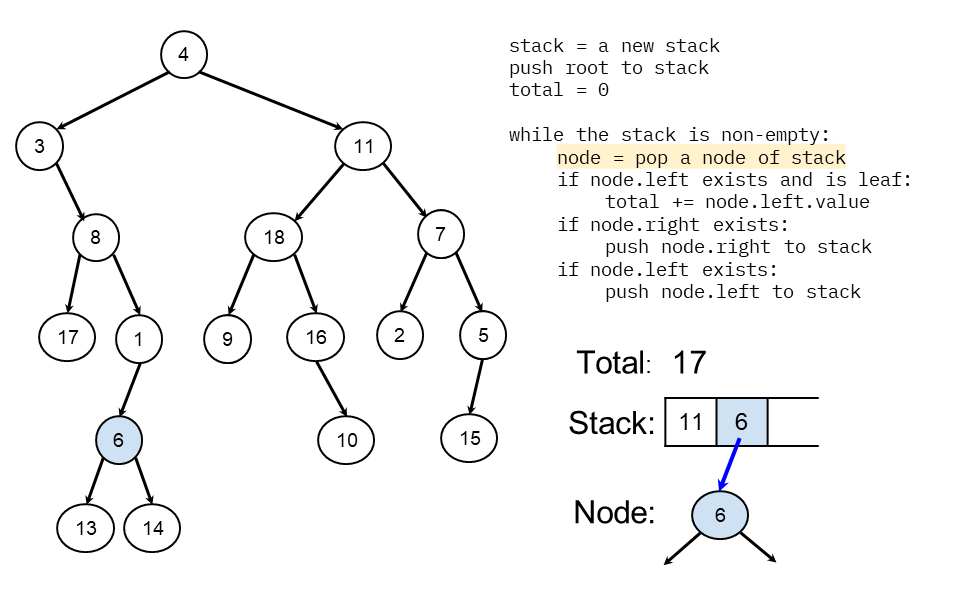 4
3
11
8
18
7
17
1
9
16
2
5
6
10
15
13
14
stack = a new stack
push root to stack
total = 0
while the stack is non-empty:
node = pop a node of stack
if node.left exists and is leaf:
total += node.left.value
if node.right exists:
push node.right to stack
if node.left exists:
push node.left to stack
Total: 17
Stack: 11 6
Node: 6